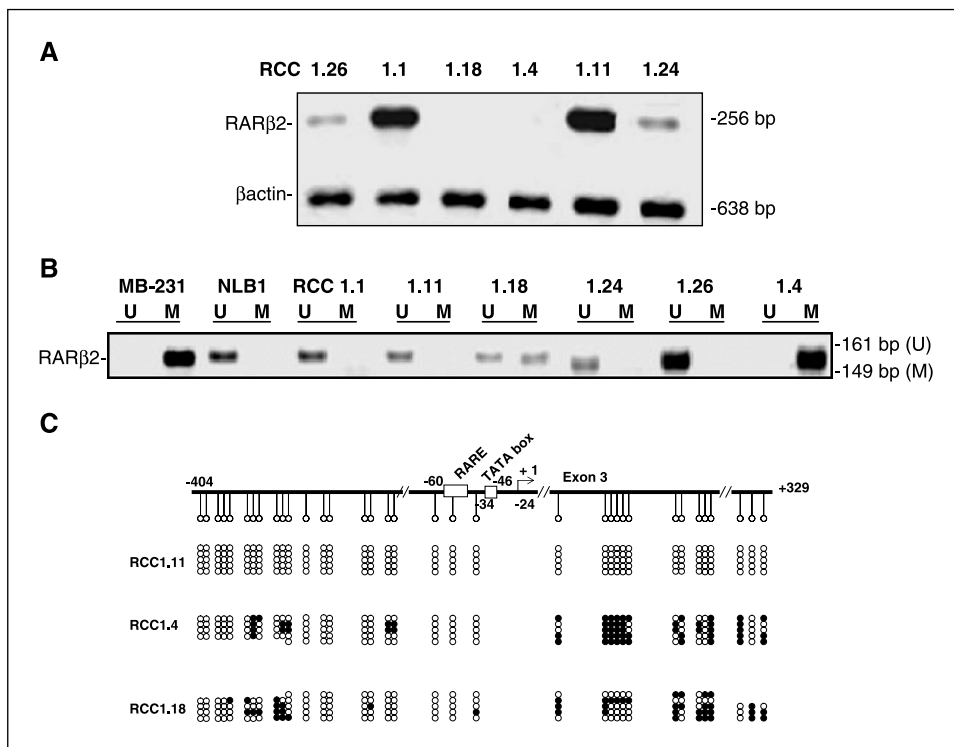 A
RCC 1.26 1.1 1.18 1.4 1.11 1.24
RARβ2- -256 bp
βactin- -638 bp
B
MB-231 NLB1 RCC 1.1 1.11 1.18 1.24 1.26 1.4
U M U M U M U M U M U M U M U M
RARβ2- -161 bp (U)
-149 bp (M)
C
RARE TATA box
-404 -60 -46 +1 Exon 3 +329
-34 -24
RCC1.11
RCC1.4
RCC1.18